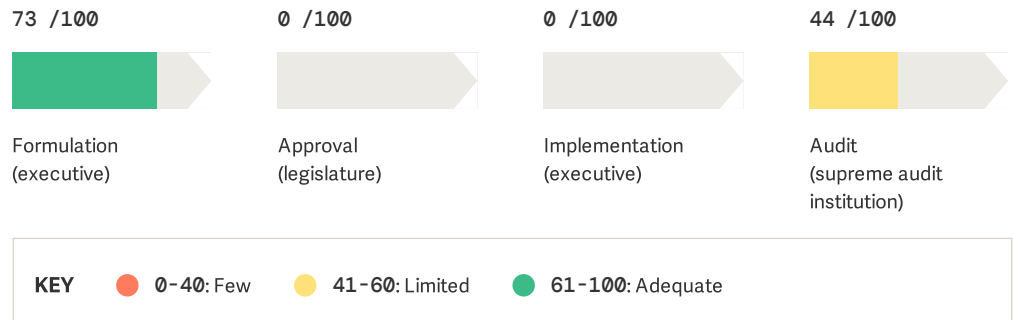 73 /100
0 /100
0 /100
44 /100
Formulation
(executive)
Approval
(legislature)
Implementation
(executive)
Audit
(supreme audit
institution)
KEY
0-40: Few
41-60: Limited
61-100: Adequate